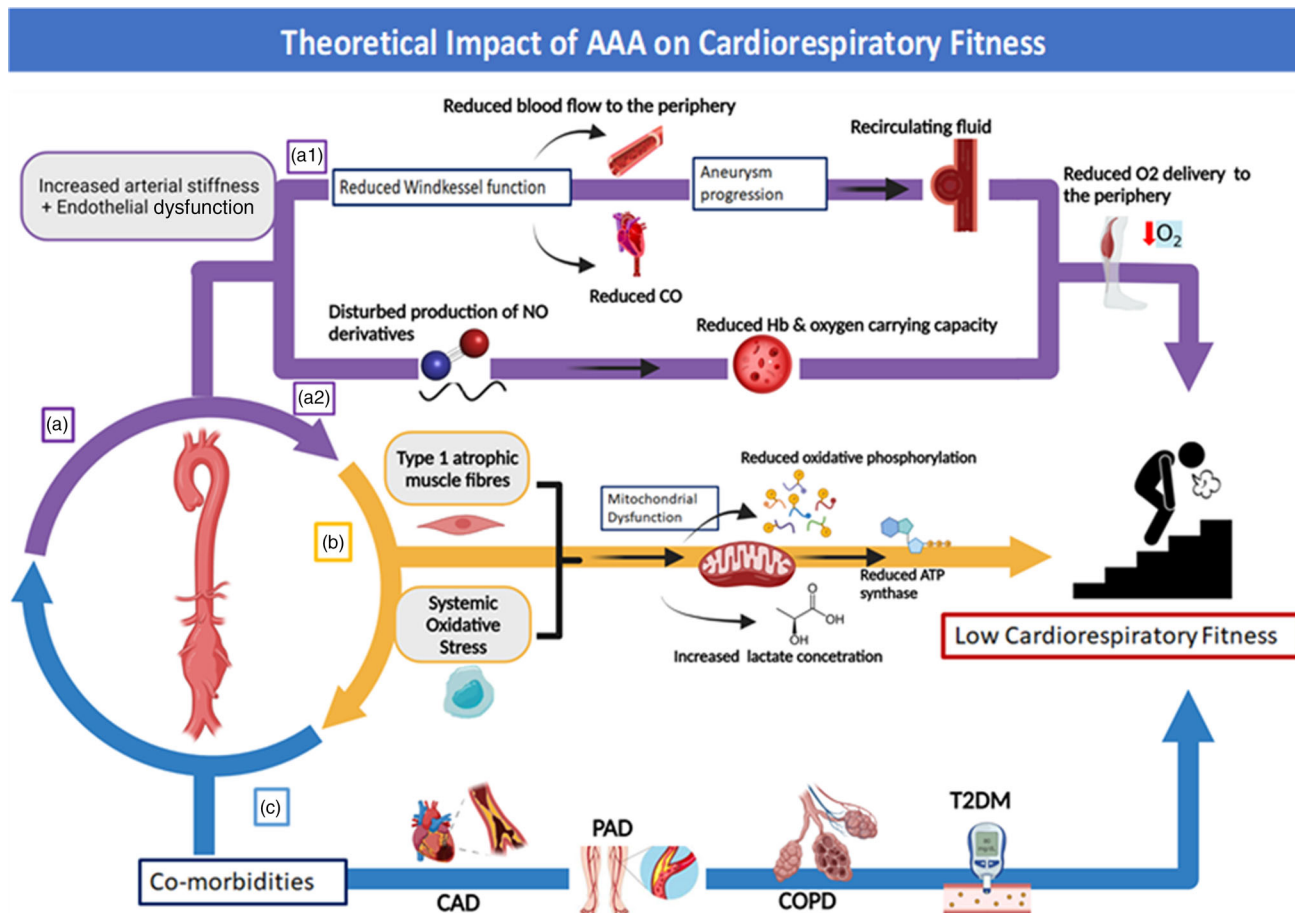 Theoretical Impact of AAA on Cardiorespiratory Fitness
Reduced blood flow to the periphery
Recirculating fluid
(a1)
Increased arterial stiffness
+ Endothelial dysfunction
Reduced Windkessel function
Aneurysm
progression
Reduced O2 delivery to
the periphery
O2
Reduced CO
Disturbed production of NO
derivatives
Reduced Hb & oxygen carrying capacity
(a2)
(a)
Type 1 atrophic
muscle fibres
Reduced oxidative phosphorylation
Mitochondrial
Dysfunction
(b)
Reduced ATP
synthase
Systemic
Oxidative
Stress
O
OH
OH
Increased lactate concetration
Low Cardiorespiratory Fitness
(c)
Co-morbidities
CAD
PAD
COPD
T2DM